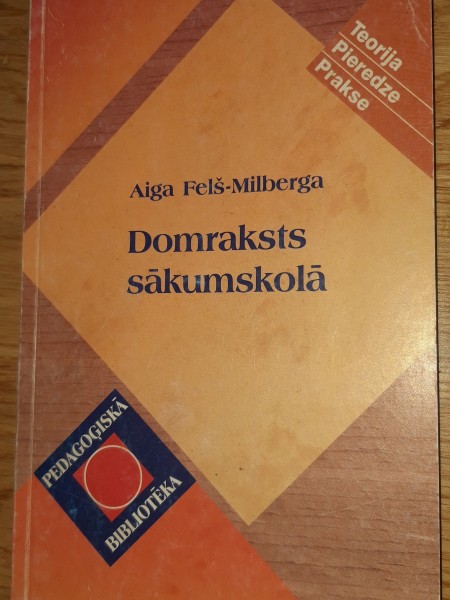 Teorija
Pieredze
Prakse
Aiga Felš-Milberga
Domraksts
sākumskolā
PEDAGOĢISKĀ
BIBLIOTĒKA